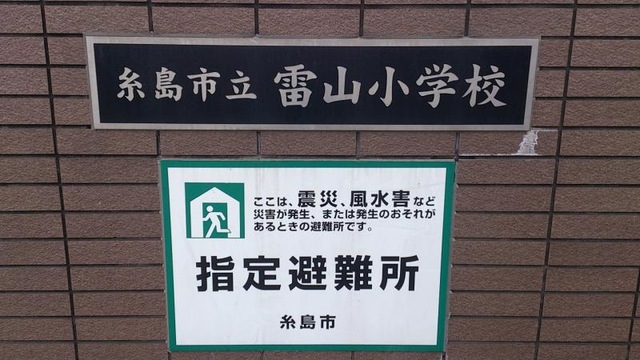 糸島市立 雷山小学校
ここは、震災、風水害など
災害が発生、または発生のおそれが
あるときの避難所です。
指定避難所
糸島市